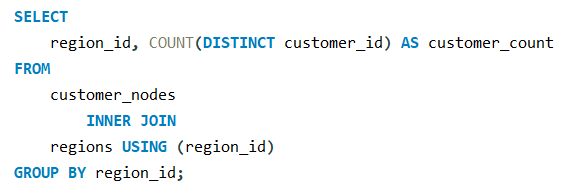 SELECT
region_id, COUNT(DISTINCT customer_id) AS customer_count
FROM
customer_nodes
INNER JOIN
regions USING (region_id)
GROUP BY region_id;